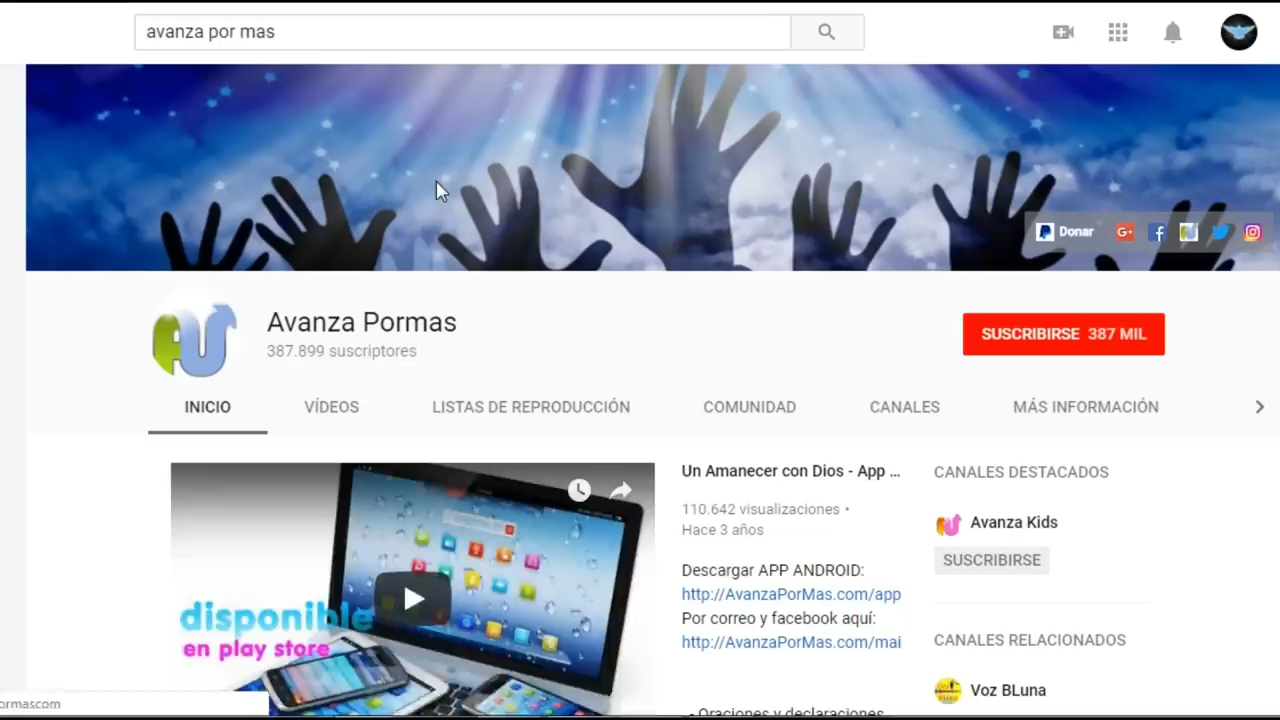 avanza por mas
Donar
Avanza Pormas
387.899 suscriptores
SUSCRIBIRSE 387 MIL
INICIO
VÍDEOS
LISTAS DE REPRODUCCIÓN
COMUNIDAD
CANALES
MÁS INFORMACIÓN
disponible
en play store
Un Amanecer con Dios - App ...
110.642 visualizaciones •
Hace 3 años
Descargar APP ANDROID:
http://AvanzaPorMas.com/app
Por correo y facebook aquí:
http://AvanzaPorMas.com/mai
- Oraciones y declaraciones
CANALES DESTACADOS
Avanza Kids
SUSCRIBIRSE
CANALES RELACIONADOS
Voz BLuna
ormascom